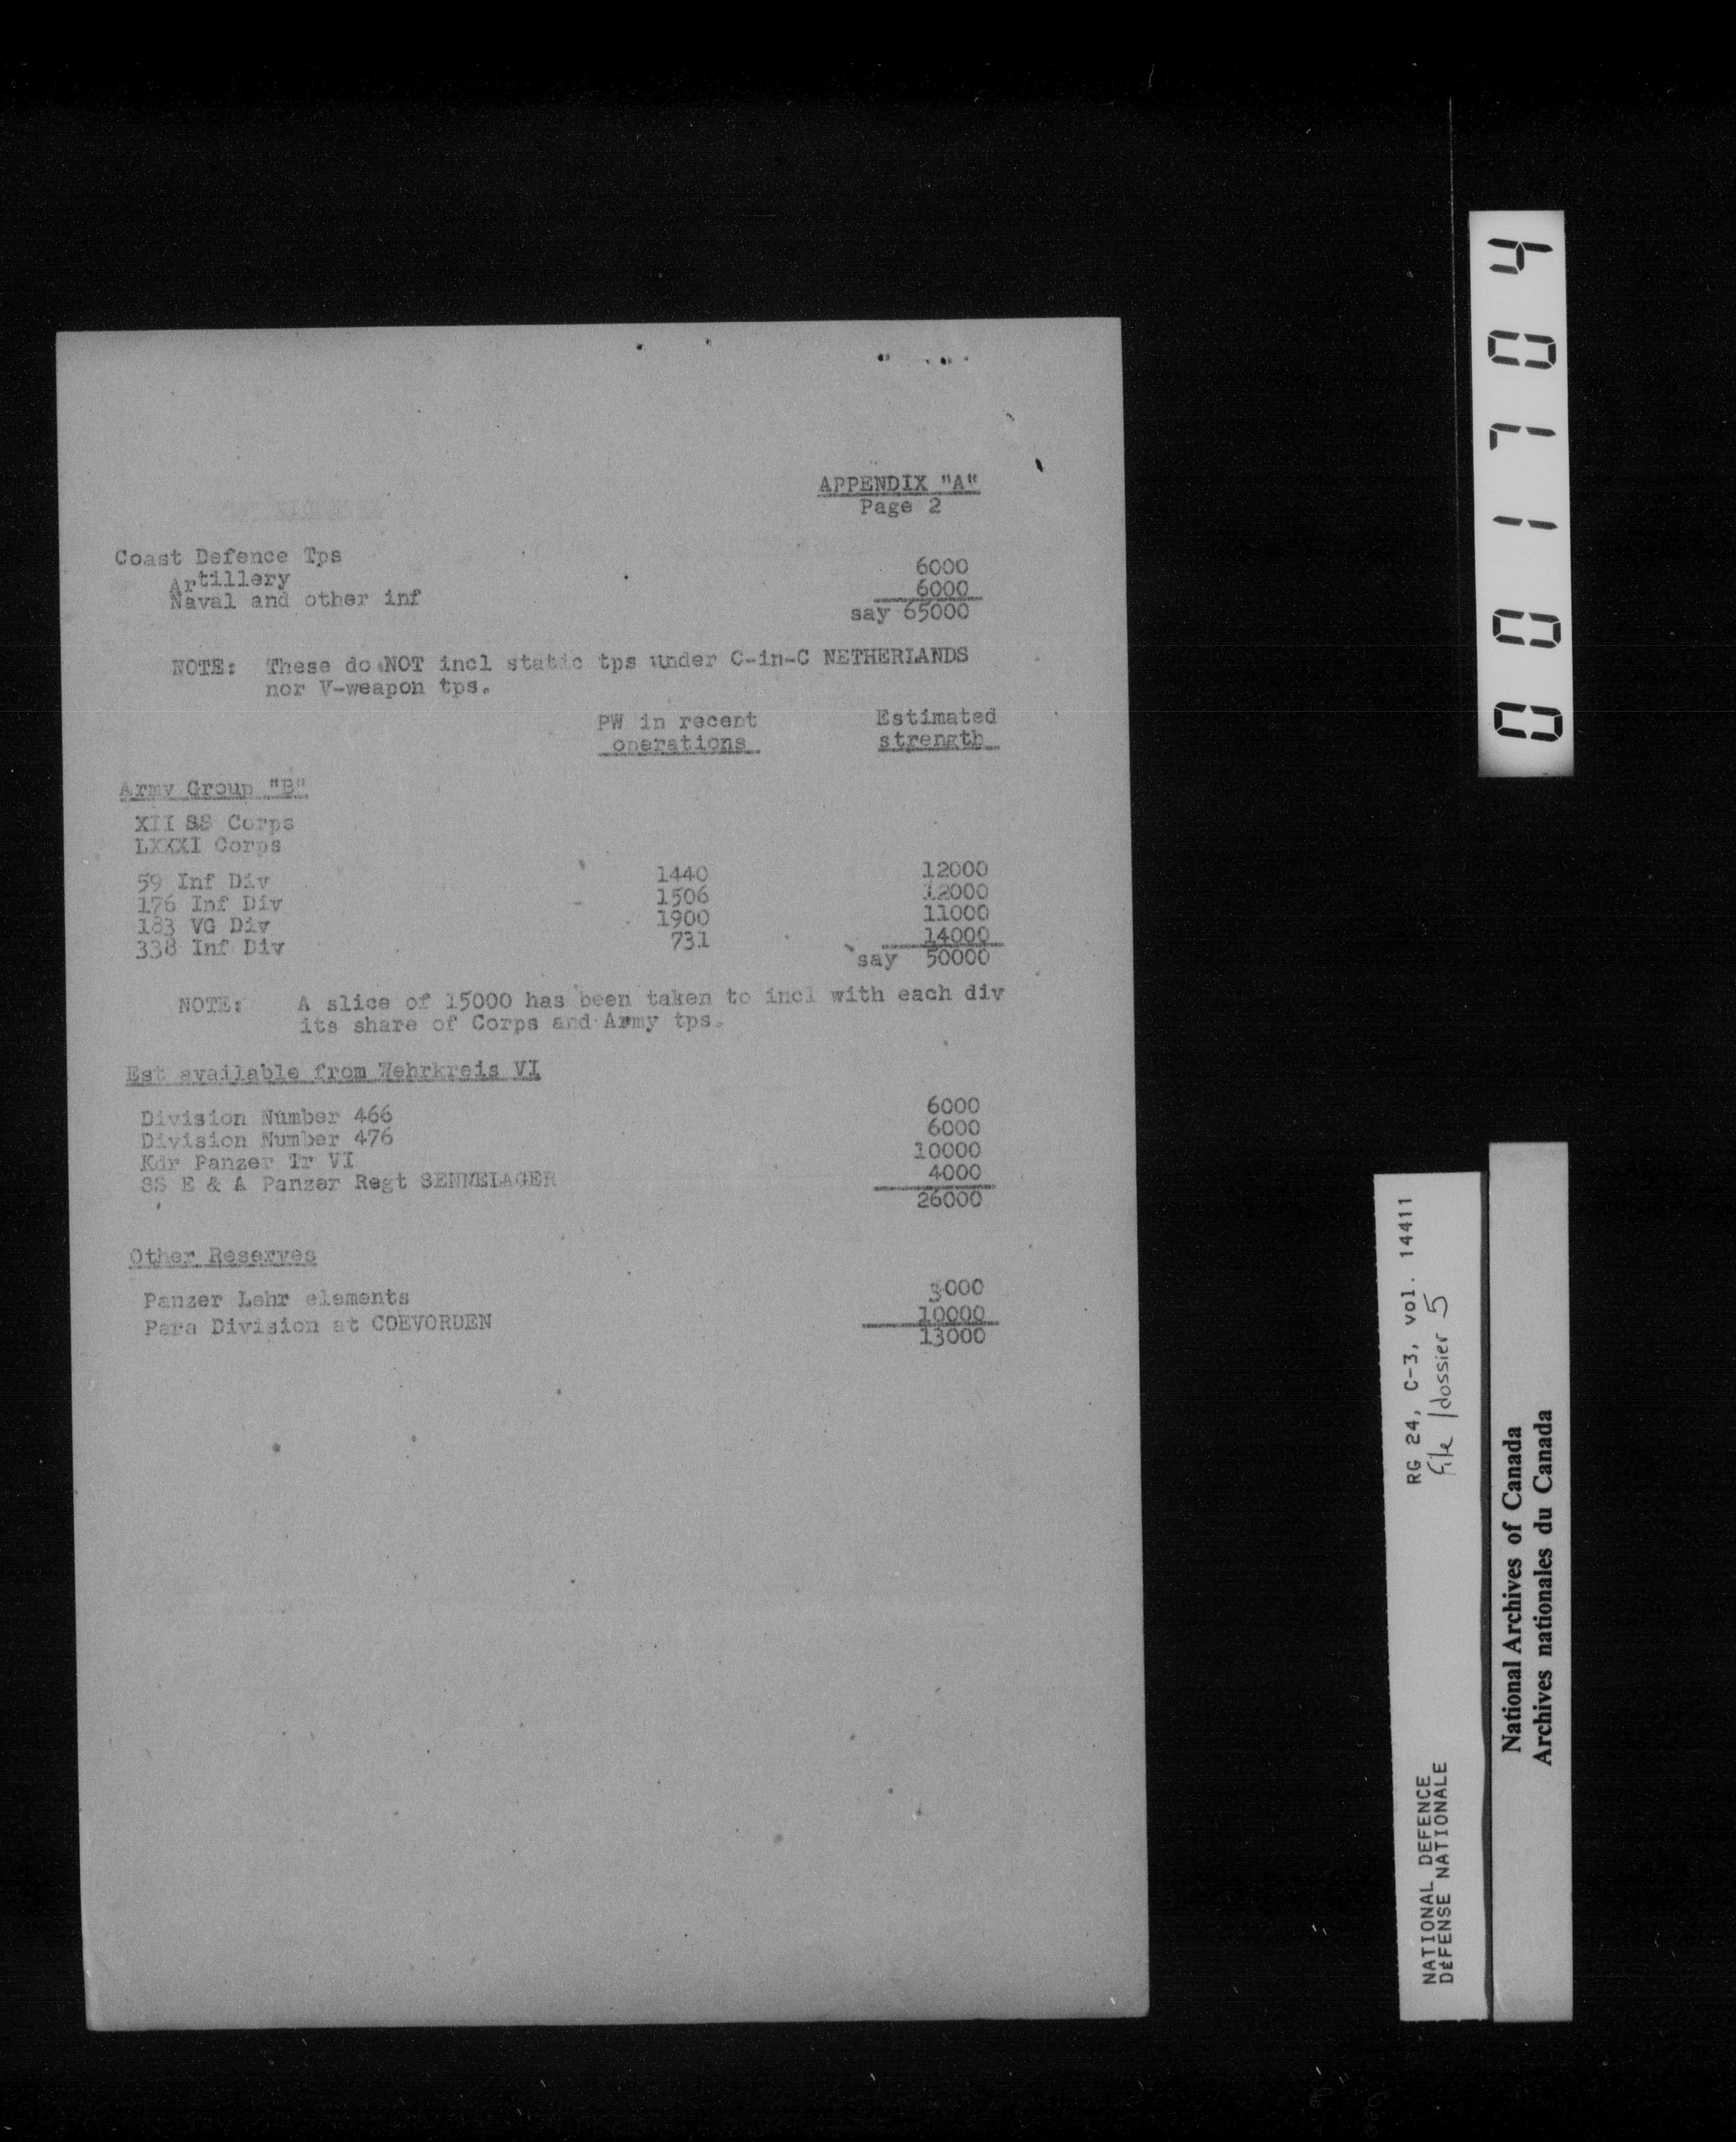 APPENDIX "A"
Page 2
Coast Defence Tps
Artillery 6000
Naval and other inf 6000
say 65000
NOTE: These do NOT incl static tps under C-in-C NETHERLANDS
nor V-weapon tps.
PW in recent Estimated
operations strength
Army Group "B"
XII SS Corps
LXXXI Corps
59 Inf Div 1440 12000
176 Inf Div 1506 12000
183 VG Div 1900 11000
338 Inf Div 731 14000
say 50000
NOTE: A slice of 15000 has been taken to incl with each div
its share of Corps and Army tps.
Est available from Wehrkreis VI
Division Number 466 6000
Division Number 476 6000
Kdr Panzer Tr VI 10000
SS E & A Panzer Regt SENNELAGER 4000
26000
Other Reserves
Panzer Lehr elements 3000
Para Division at COEVORDEN 10000
13000
001704
NATIONAL DEFENCE RG 24, C-3, vol. 14411
DÉFENSE NATIONALE File/dossier 5
National Archives of Canada
Archives nationales du Canada